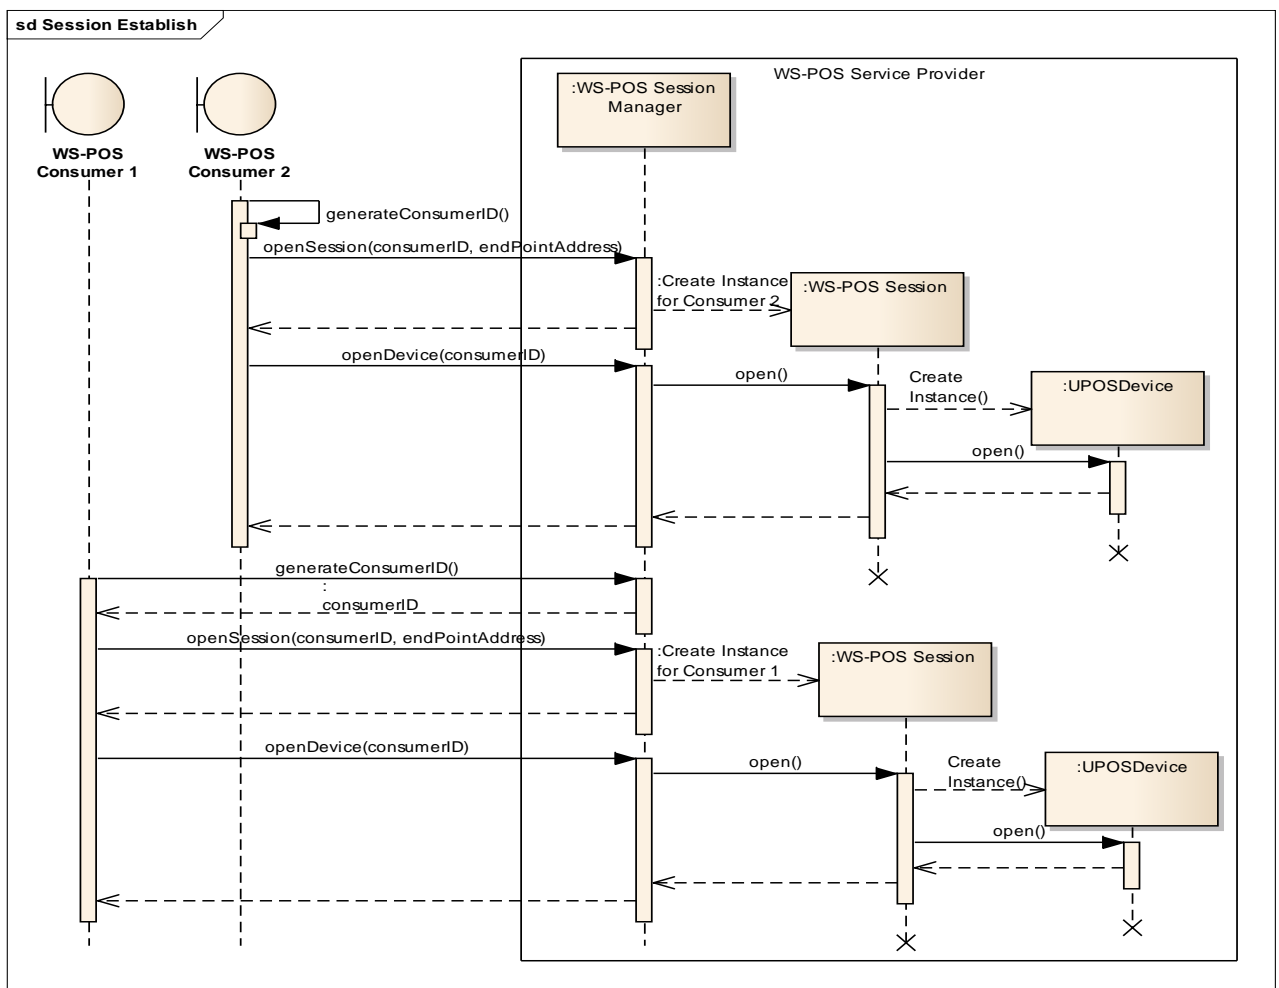 sd Session Establish
WS-POS Service Provider
:WS-POS Session
Manager
WS-POS
Consumer 1
WS-POS
Consumer 2
generateConsumerID()
openSession(consumerID, endPointAddress)
:Create Instance
for Consumer 2
:WS-POS Session
openDevice(consumerID)
open()
Create
Instance()
:UPOSDevice
open()
generateConsumerID()
:
consumerID
openSession(consumerID, endPointAddress)
:Create Instance
for Consumer 1
:WS-POS Session
openDevice(consumerID)
open()
Create
Instance()
:UPOSDevice
open()